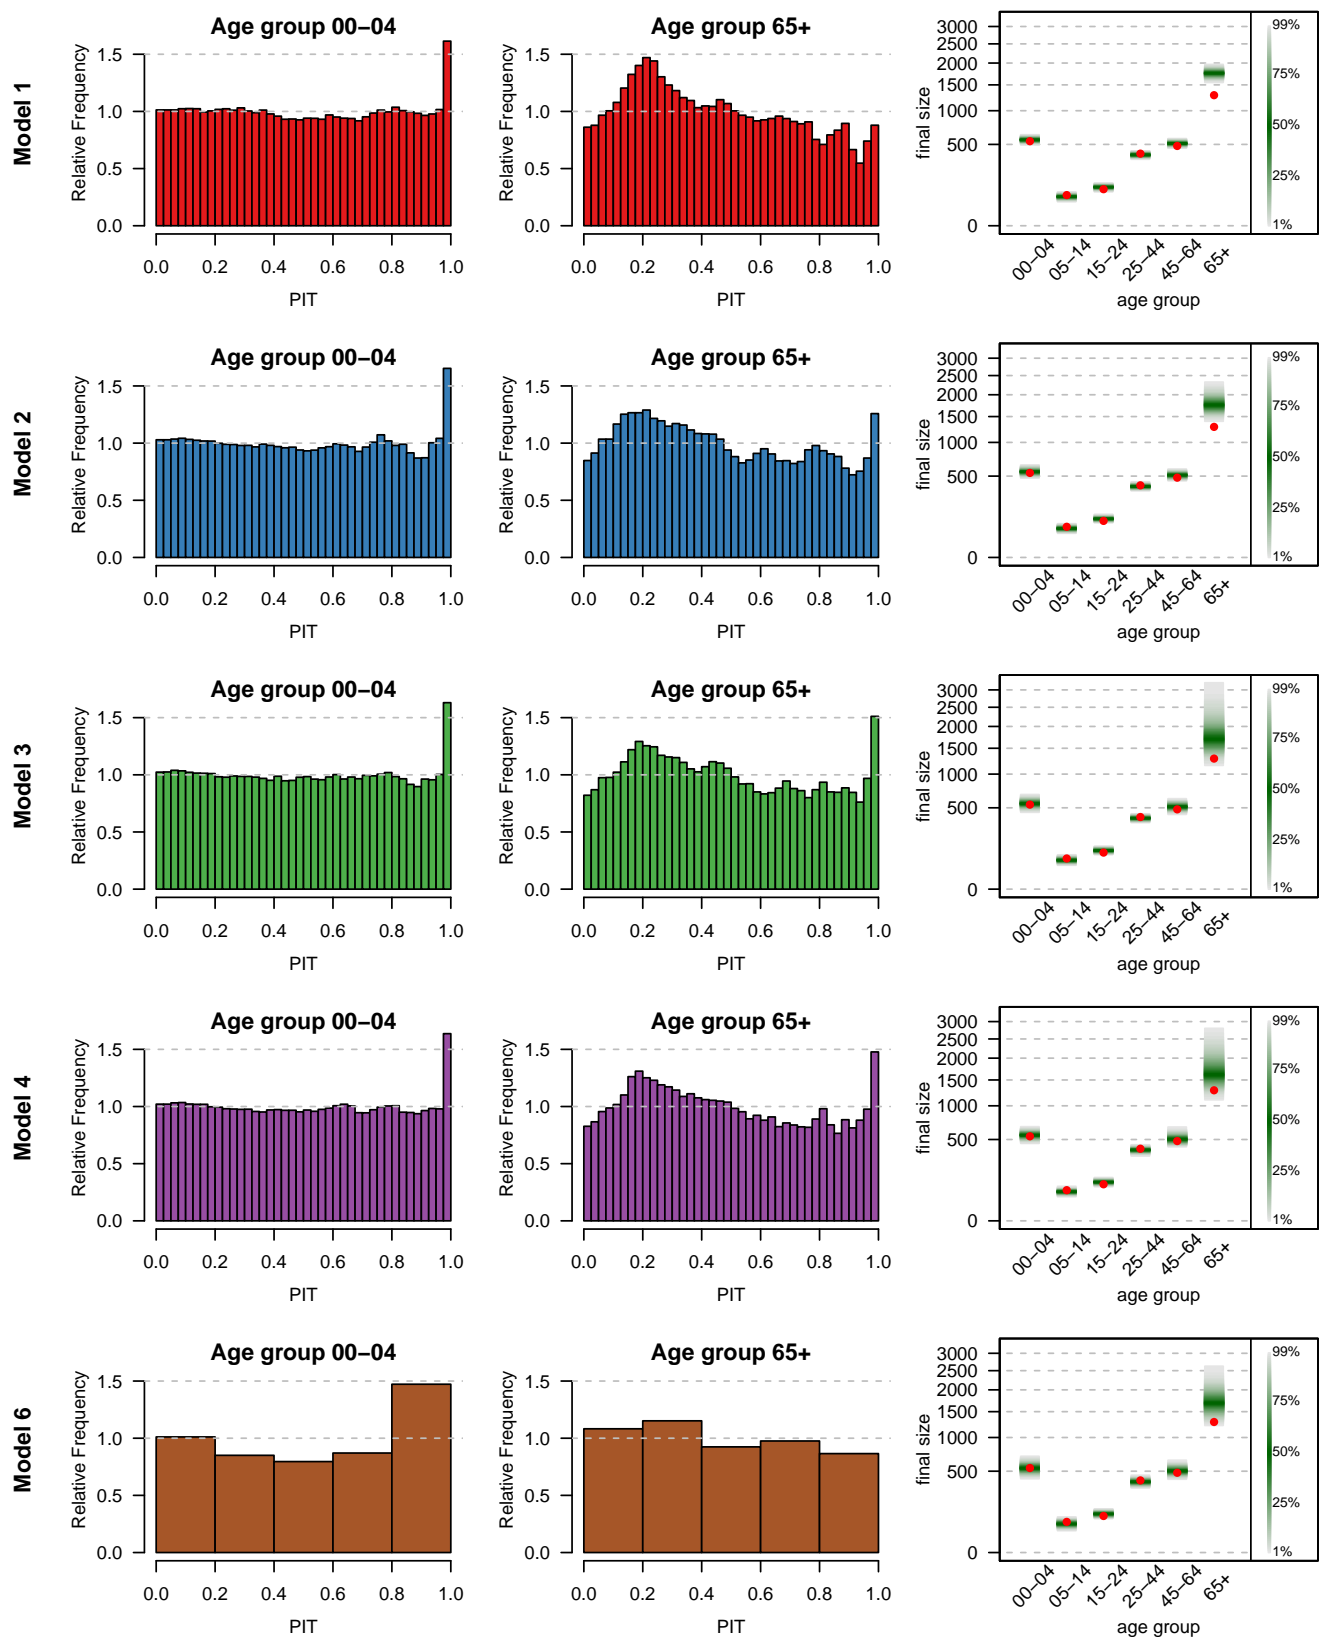 Model 1
Age group 00−04
Relative Frequency
0.0 0.5 1.0 1.5
0.0 0.2 0.4 0.6 0.8 1.0
PIT
Age group 65+
Relative Frequency
0.0 0.5 1.0 1.5
0.0 0.2 0.4 0.6 0.8 1.0
PIT
final size
0 500 1000 1500 2000 2500 3000
00−04 05−14 15−24 25−44 45−64 65+
age group
99%
75%
50%
25%
1%
Model 2
Age group 00−04
Relative Frequency
0.0 0.5 1.0 1.5
0.0 0.2 0.4 0.6 0.8 1.0
PIT
Age group 65+
Relative Frequency
0.0 0.5 1.0 1.5
0.0 0.2 0.4 0.6 0.8 1.0
PIT
final size
0 500 1000 1500 2000 2500 3000
00−04 05−14 15−24 25−44 45−64 65+
age group
99%
75%
50%
25%
1%
Model 3
Age group 00−04
Relative Frequency
0.0 0.5 1.0 1.5
0.0 0.2 0.4 0.6 0.8 1.0
PIT
Age group 65+
Relative Frequency
0.0 0.5 1.0 1.5
0.0 0.2 0.4 0.6 0.8 1.0
PIT
final size
0 500 1000 1500 2000 2500 3000
00−04 05−14 15−24 25−44 45−64 65+
age group
99%
75%
50%
25%
1%
Model 4
Age group 00−04
Relative Frequency
0.0 0.5 1.0 1.5
0.0 0.2 0.4 0.6 0.8 1.0
PIT
Age group 65+
Relative Frequency
0.0 0.5 1.0 1.5
0.0 0.2 0.4 0.6 0.8 1.0
PIT
final size
0 500 1000 1500 2000 2500 3000
00−04 05−14 15−24 25−44 45−64 65+
age group
99%
75%
50%
25%
1%
Model 6
Age group 00−04
Relative Frequency
0.0 0.5 1.0 1.5
0.0 0.2 0.4 0.6 0.8 1.0
PIT
Age group 65+
Relative Frequency
0.0 0.5 1.0 1.5
0.0 0.2 0.4 0.6 0.8 1.0
PIT
final size
0 500 1000 1500 2000 2500 3000
00−04 05−14 15−24 25−44 45−64 65+
age group
99%
75%
50%
25%
1%